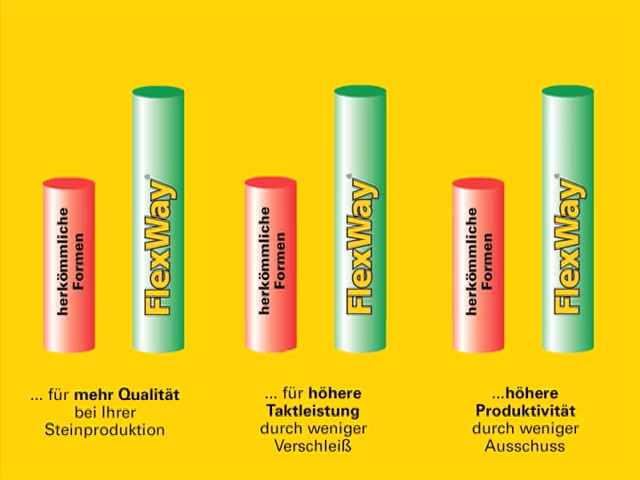 herkömmliche
Formen
FlexWay®
herkömmliche
Formen
FlexWay®
herkömmliche
Formen
FlexWay®
... für mehr Qualität
bei Ihrer
Steinproduktion
... für höhere
Taktleistung
durch weniger
Verschleiß
...höhere
Produktivität
durch weniger
Ausschuss